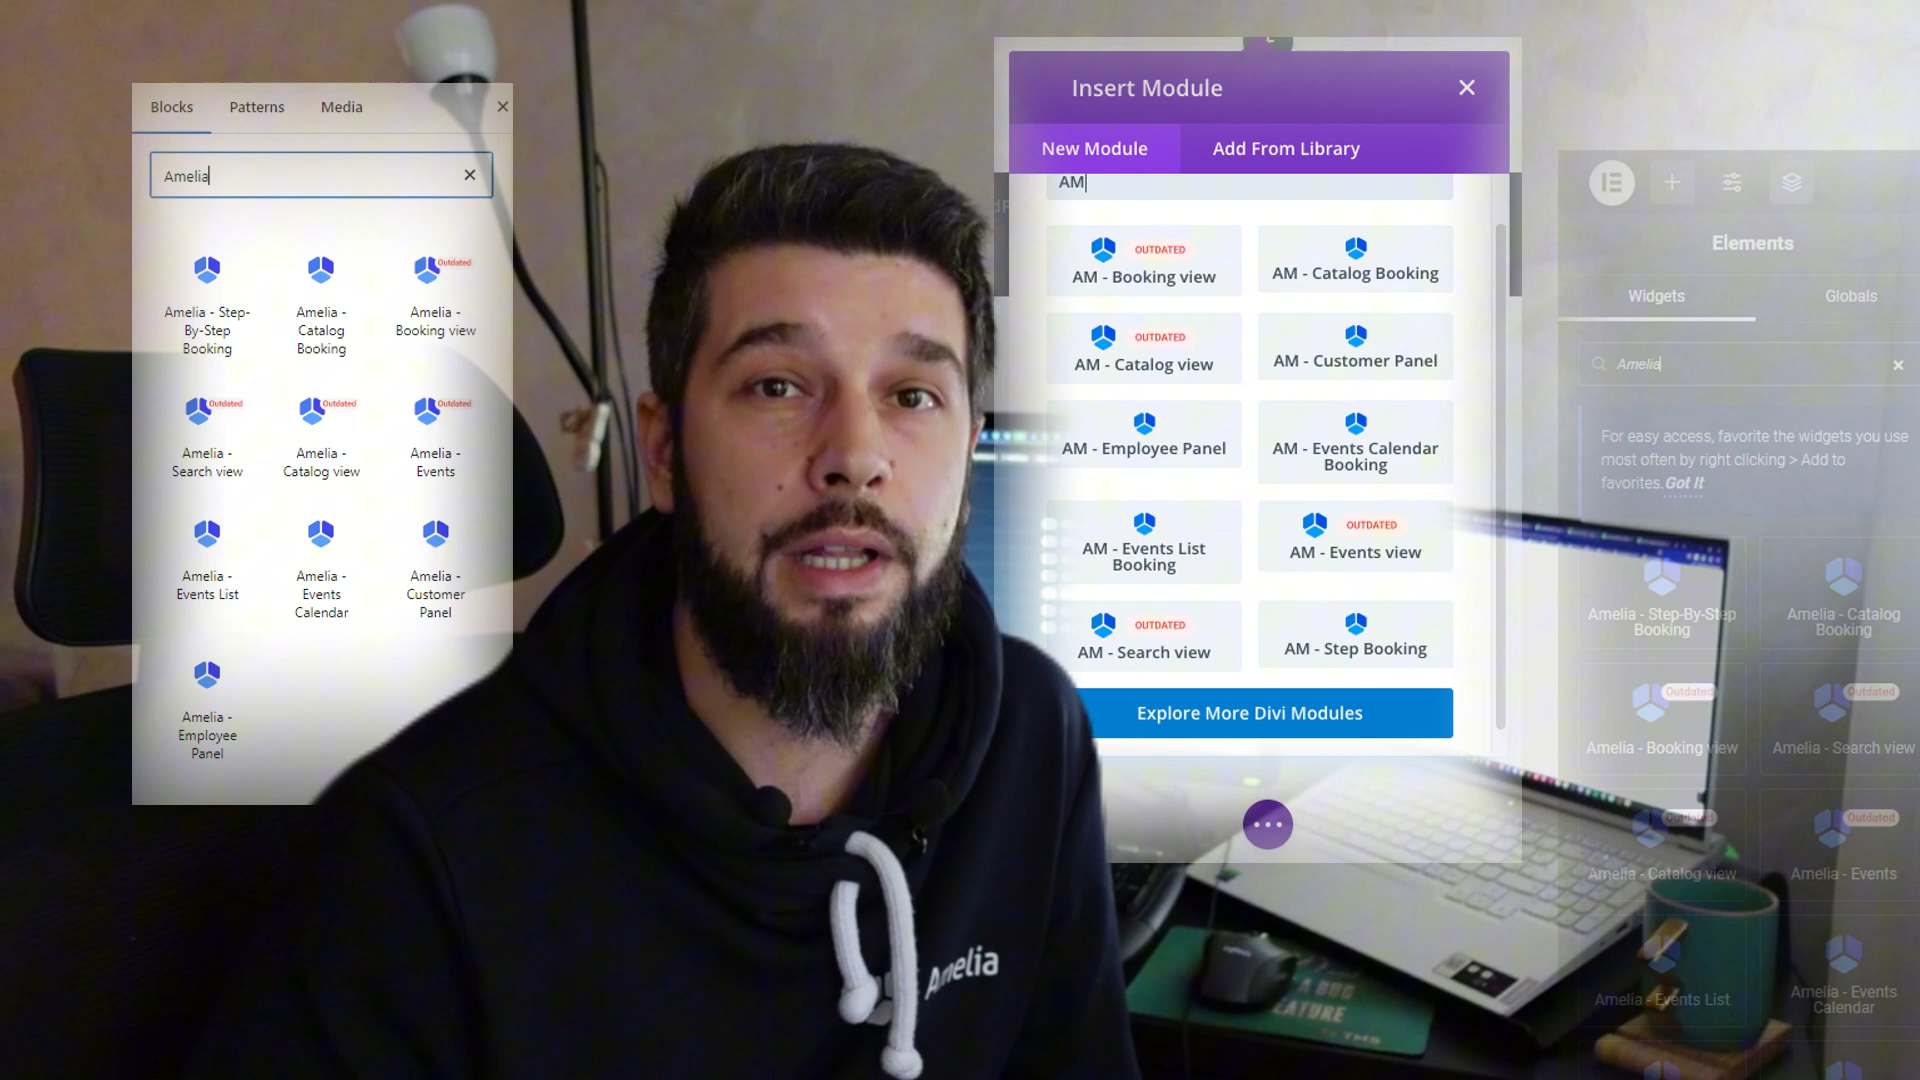 Blocks
Patterns
Media
Amelia
Amelia - Step-
By-Step
Booking
Amelia -
Catalog
Booking
Outdated
Amelia -
Booking view
Outdated
Amelia -
Search view
Outdated
Amelia -
Catalog view
Outdated
Amelia -
Events
Amelia -
Events List
Amelia -
Events
Calendar
Amelia -
Customer
Panel
Amelia -
Employee
Panel
Insert Module
New Module
Add From Library
AM
OUTDATED
AM - Booking view
AM - Catalog Booking
OUTDATED
AM - Catalog view
AM - Customer Panel
AM - Employee Panel
AM - Events Calendar
Booking
AM - Events List
Booking
OUTDATED
AM - Events view
OUTDATED
AM - Search view
AM - Step Booking
Explore More Divi Modules
Elements
Widgets
Globals
Amelia
For easy access, favorite the widgets you use
most often by right clicking > Add to
favorites. Got It
Amelia - Step-By-Step
Booking
Amelia - Catalog
Booking
Outdated
Amelia - Booking view
Outdated
Amelia - Search view
Outdated
Amelia - Catalog view
Outdated
Amelia - Events
Amelia - Events List
Amelia - Events
Calendar
Amelia
A BUG
FEATURE
TMS